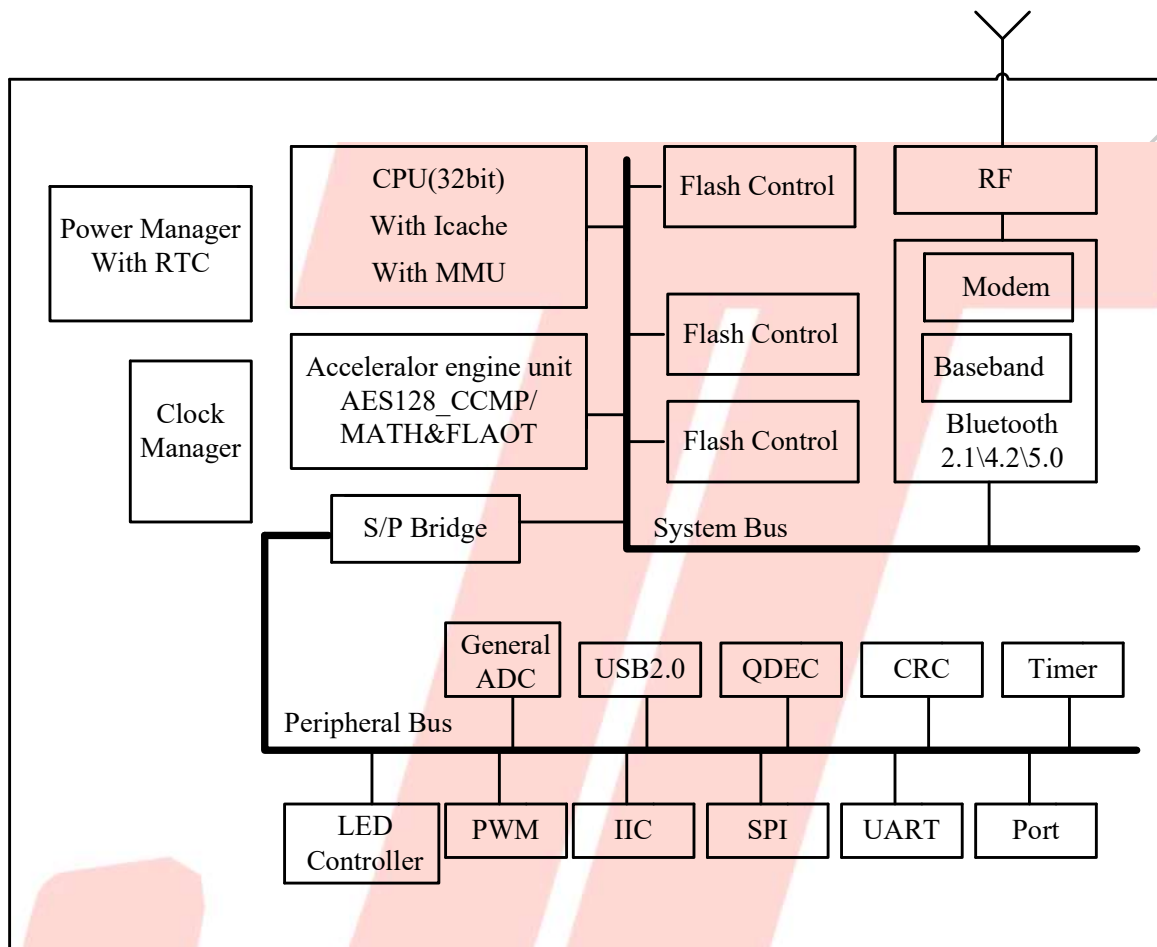 Power Manager
With RTC
CPU(32bit)
With Icache
With MMU
Flash Control
RF
Modem
Flash Control
Baseband
Bluetooth
2.1\4.2\5.0
Clock
Manager
Acceleralor engine unit
AES128_CCMP/
MATH&FLAOT
Flash Control
S/P Bridge
System Bus
General
ADC
USB2.0
QDEC
CRC
Timer
Peripheral Bus
LED
Controller
PWM
IIC
SPI
UART
Port